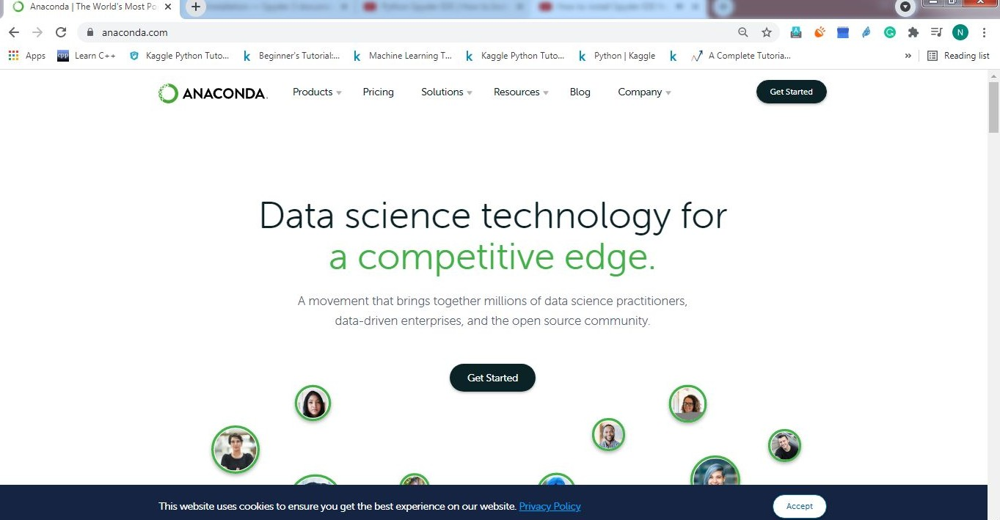 Anaconda | The World's Most Po
anaconda.com
N
Apps
cpp
Learn C++
Kaggle Python Tuto...
k
Beginner's Tutorial:...
k
Machine Learning T...
k
Kaggle Python Tuto...
k
Python | Kaggle
k
A Complete Tutoria...
»
Reading list
ANACONDA.
Products
Pricing
Solutions
Resources
Blog
Company
Get Started
Data science technology for
a competitive edge.
A movement that brings together millions of data science practitioners,
data-driven enterprises, and the open source community.
Get Started
This website uses cookies to ensure you get the best experience on our website. Privacy Policy
Accept